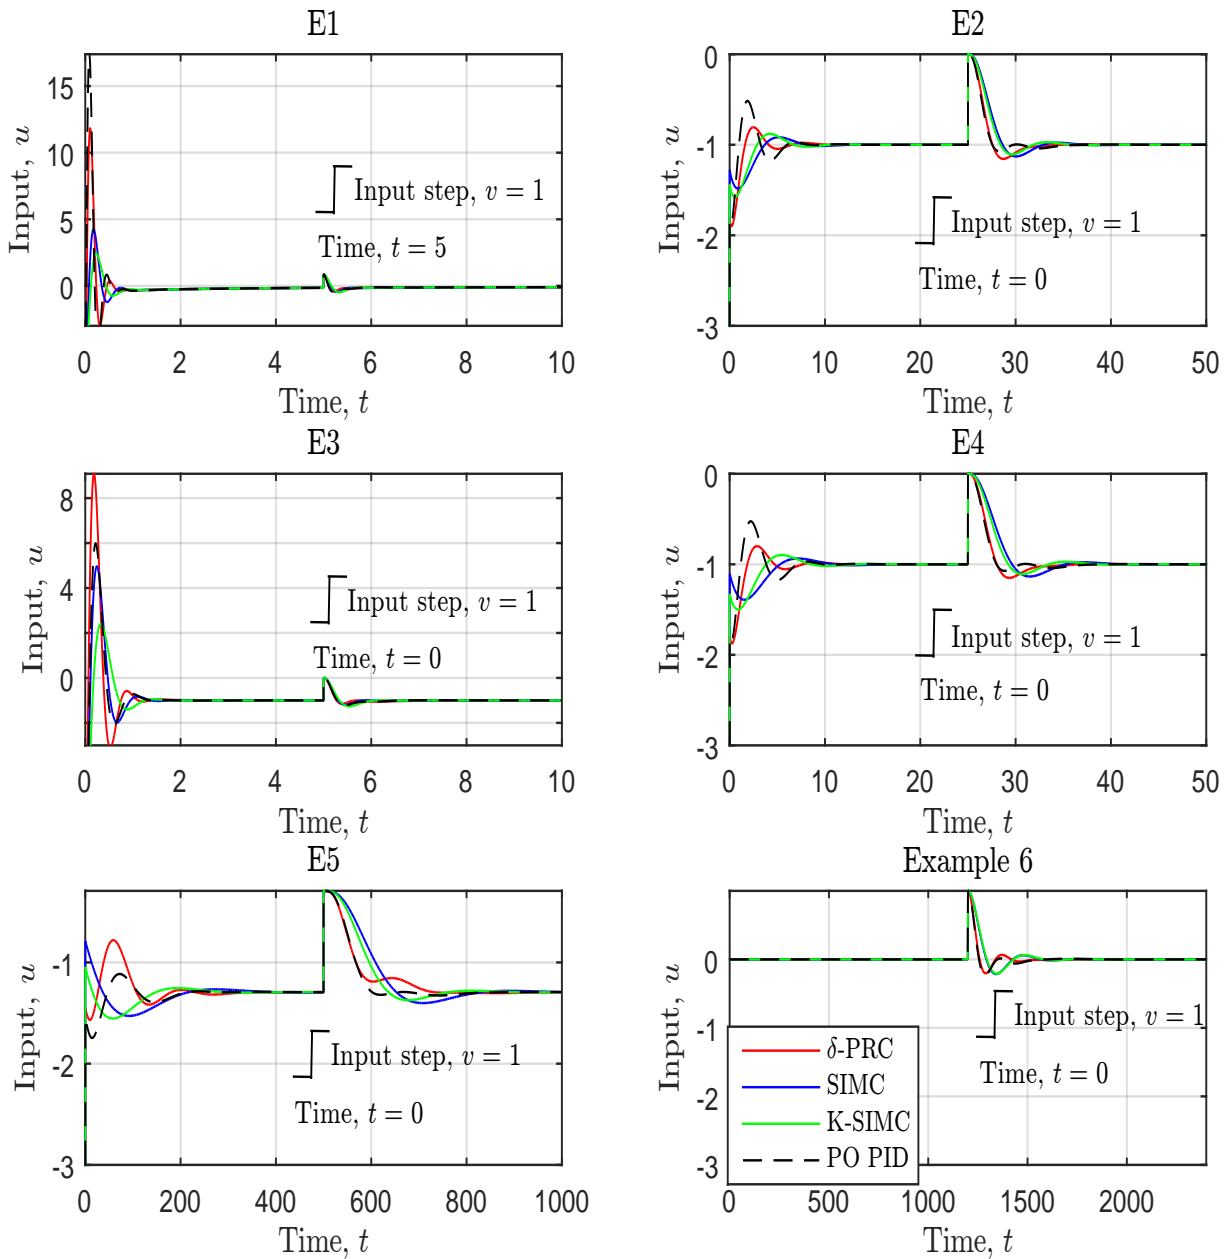 E1
Input, u
15
10
5
0
Input step, v = 1
Time, t = 5
0 2 4 6 8 10
Time, t
E2
Input, u
0
-1
-2
-3
Input step, v = 1
Time, t = 0
0 10 20 30 40 50
Time, t
E3
Input, u
8
4
0
Input step, v = 1
Time, t = 0
0 2 4 6 8 10
Time, t
E4
Input, u
0
-1
-2
-3
Input step, v = 1
Time, t = 0
0 10 20 30 40 50
Time, t
E5
Input, u
-1
-2
-3
Input step, v = 1
Time, t = 0
0 200 400 600 800 1000
Time, t
Example 6
Input, u
0
-1
-2
-3
Input step, v = 1
Time, t = 0
δ-PRC
SIMC
K-SIMC
PO PID
0 500 1000 1500 2000
Time, t